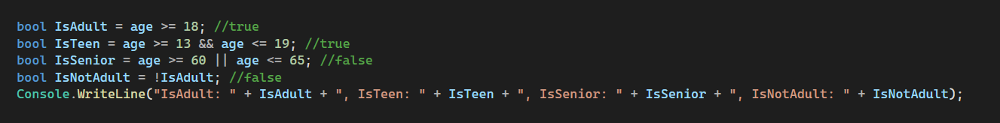 bool IsAdult = age >= 18; //true
bool IsTeen = age >= 13 && age <= 19; //true
bool IsSenior = age >= 60 || age <= 65; //false
bool IsNotAdult = !IsAdult; //false
Console.WriteLine("IsAdult: " + IsAdult + ", IsTeen: " + IsTeen + ", IsSenior: " + IsSenior + ", IsNotAdult: " + IsNotAdult);